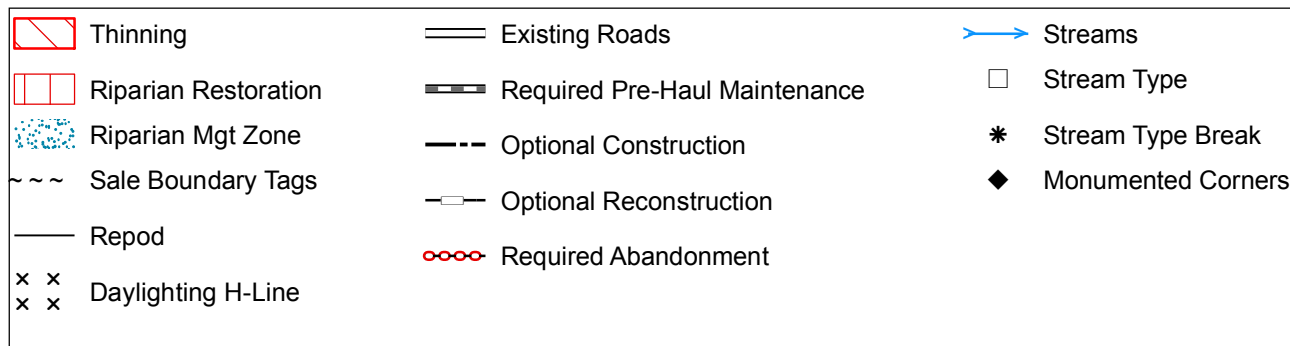 Thinning
Riparian Restoration
Riparian Mgt Zone
Sale Boundary Tags
Repod
Daylighting H-Line
Existing Roads
Required Pre-Haul Maintenance
Optional Construction
Optional Reconstruction
Required Abandonment
Streams
Stream Type
Stream Type Break
Monumented Corners